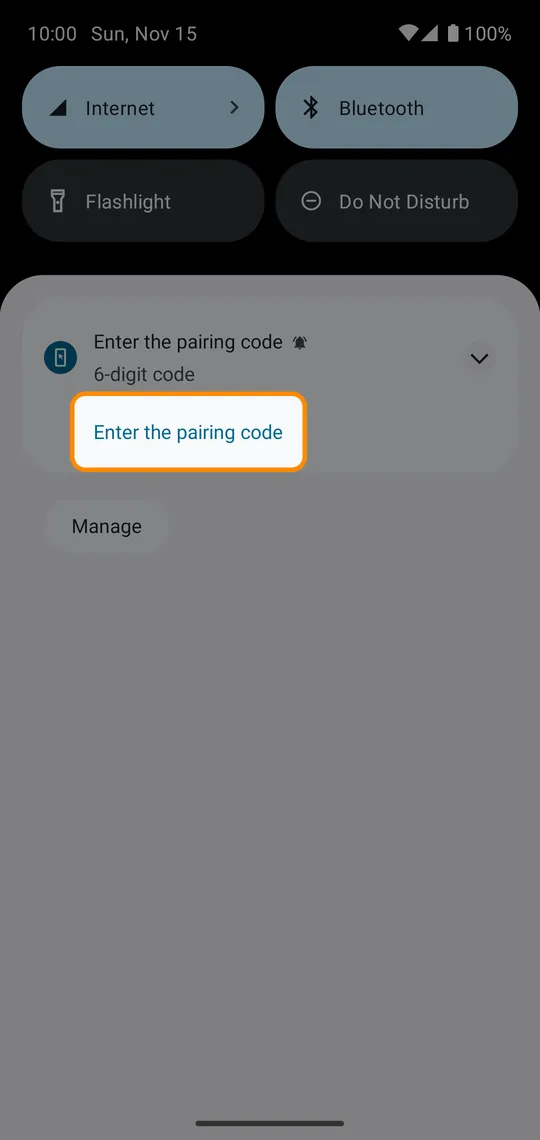 10:00 Sun, Nov 15 100%
Internet Bluetooth
Flashlight Do Not Disturb
Enter the pairing code
6-digit code
Enter the pairing code
Manage